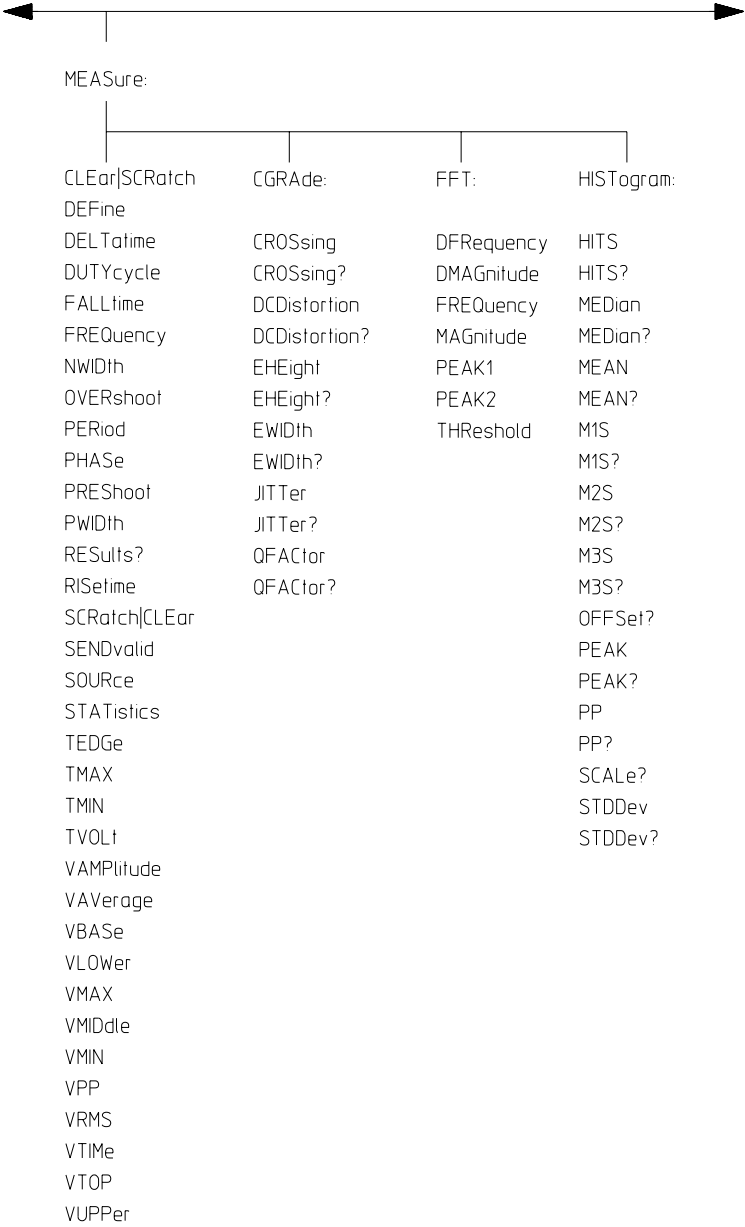 MEASure:
CLEar|SCRatch
DEFine
DELTatime
DUTYcycle
FALLtime
FREQuency
NWIDth
OVERshoot
PERiod
PHASe
PREShoot
PWIDth
RESults?
RISetime
SCRatch|CLEar
SENDvalid
SOURce
STATistics
TEDGe
TMAX
TMIN
TVOLt
VAMPlitude
VAVerage
VBASe
VLOWer
VMAX
VMIDdle
VMIN
VPP
VRMS
VTIMe
VTOP
VUPPer
CGRAde:
CROSsing
CROSsing?
DCDistortion
DCDistortion?
EHEight
EHEight?
EWIDth
EWIDth?
JITTer
JITTer?
QFACtor
QFACtor?
FFT:
DFRequency
DMAGnitude
FREQuency
MAGnitude
PEAK1
PEAK2
THReshold
HISTogram:
HITS
HITS?
MEDian
MEDian?
MEAN
MEAN?
M1S
M1S?
M2S
M2S?
M3S
M3S?
OFFSet?
PEAK
PEAK?
PP
PP?
SCALe?
STDDev
STDDev?